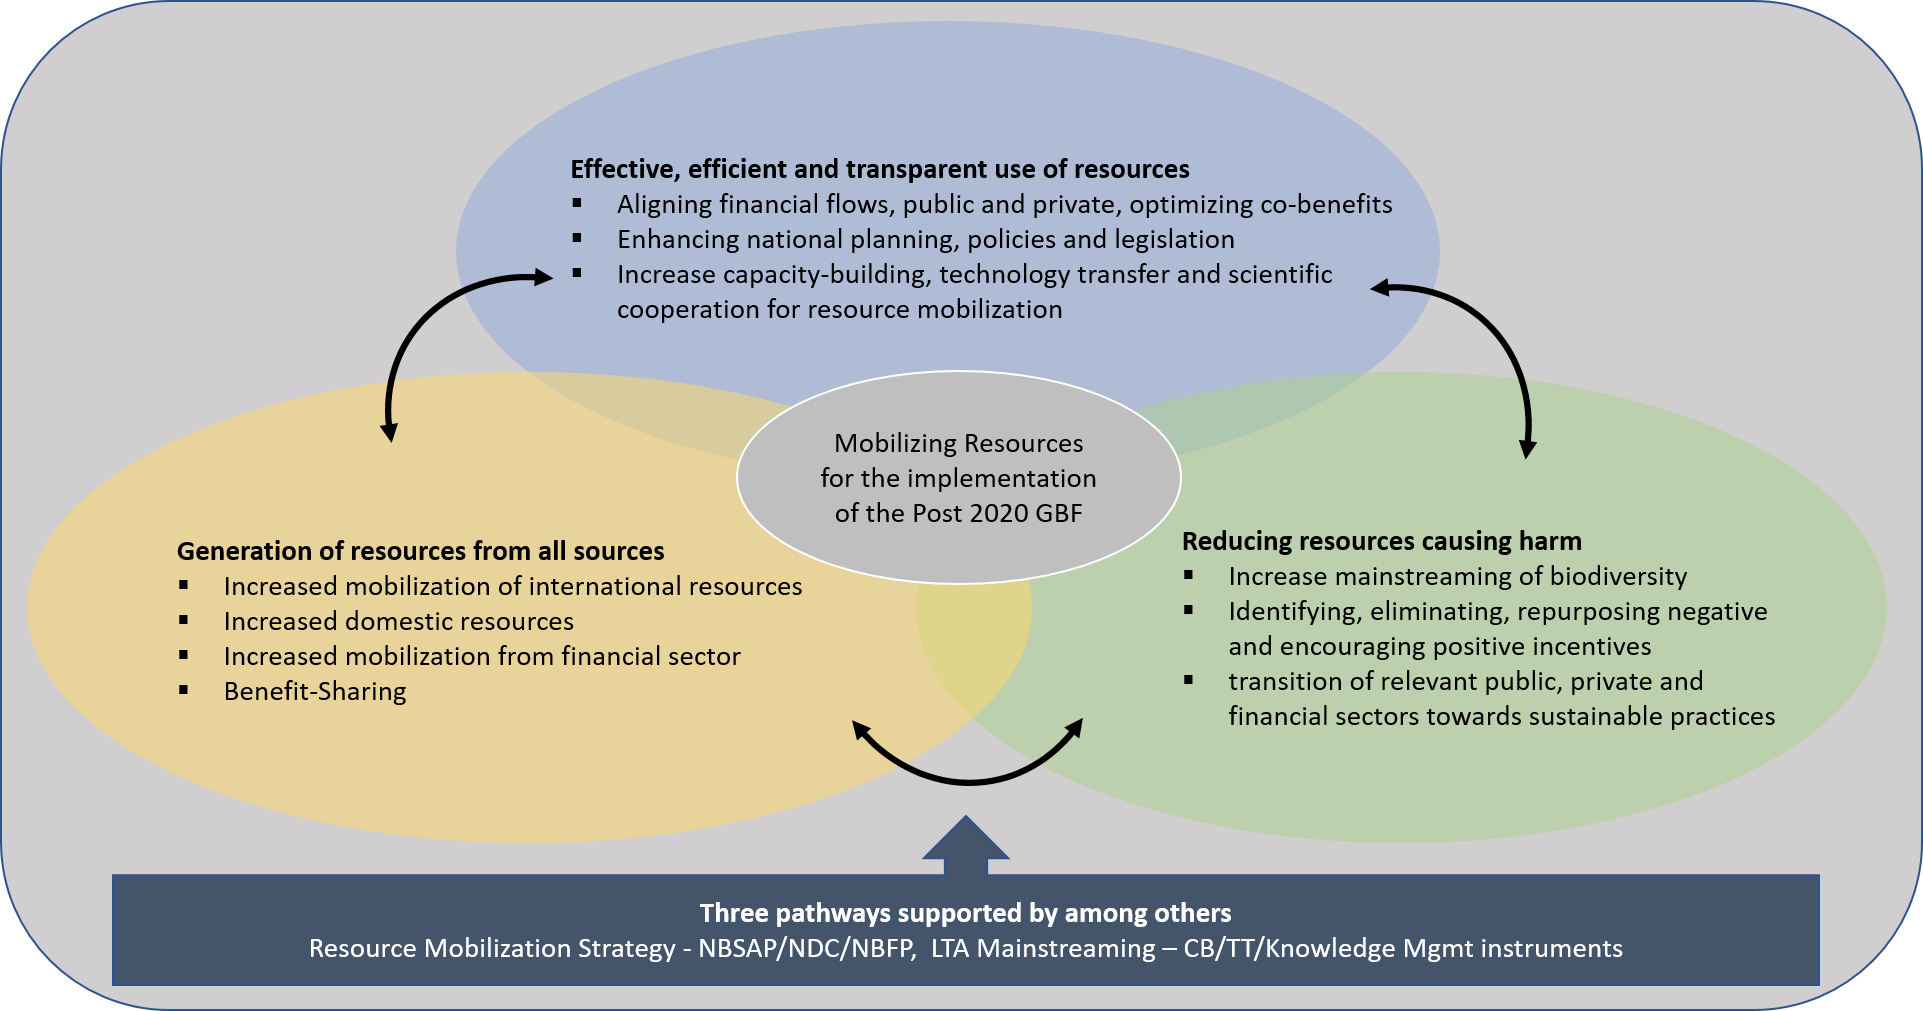 Effective, efficient and transparent use of resources
▪ Aligning financial flows, public and private, optimizing co-benefits
▪ Enhancing national planning, policies and legislation
▪ Increase capacity-building, technology transfer and scientific
cooperation for resource mobilization
Mobilizing Resources
for the implementation
of the Post 2020 GBF
Generation of resources from all sources
▪ Increased mobilization of international resources
▪ Increased domestic resources
▪ Increased mobilization from financial sector
▪ Benefit-Sharing
Reducing resources causing harm
▪ Increase mainstreaming of biodiversity
▪ Identifying, eliminating, repurposing negative
and encouraging positive incentives
▪ transition of relevant public, private and
financial sectors towards sustainable practices
Three pathways supported by among others
Resource Mobilization Strategy - NBSAP/NDC/NBFP,  LTA Mainstreaming – CB/TT/Knowledge Mgmt instruments